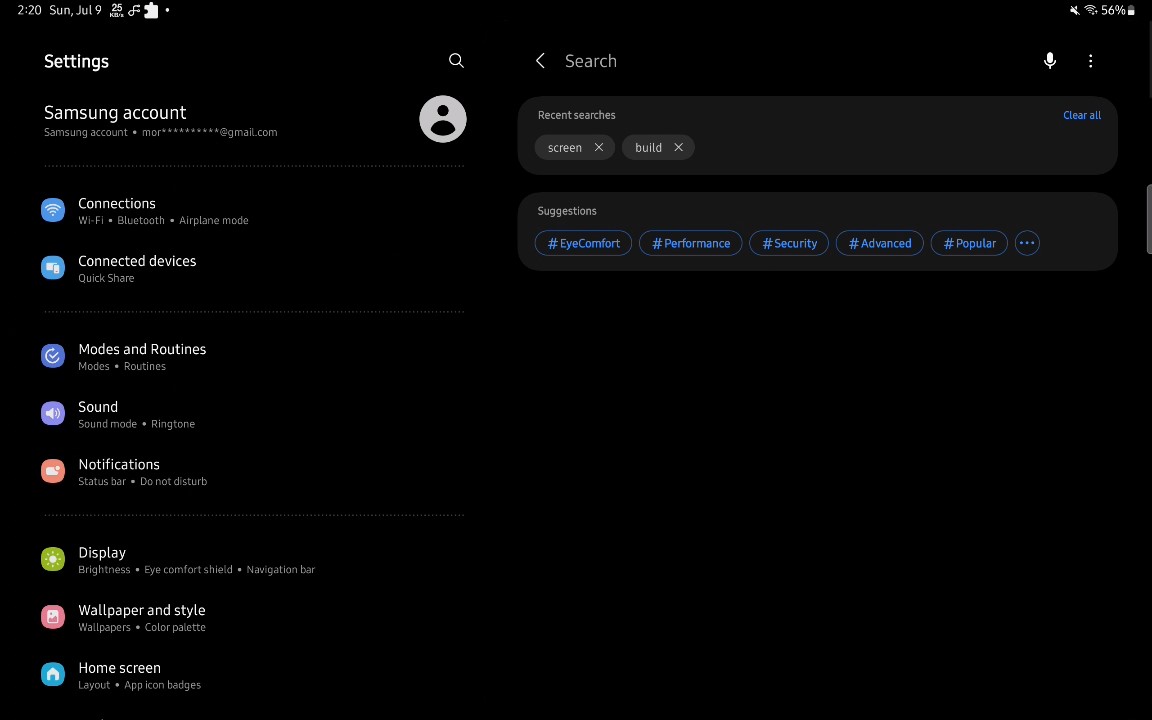 2:20 Sun, Jul 9 25 KB/s 56%
Settings
Search
Samsung account
Samsung account • mor**********@gmail.com
Recent searches
Clear all
screen
build
Suggestions
#EyeComfort #Performance #Security #Advanced #Popular
Connections
Wi-Fi • Bluetooth • Airplane mode
Connected devices
Quick Share
Modes and Routines
Modes • Routines
Sound
Sound mode • Ringtone
Notifications
Status bar • Do not disturb
Display
Brightness • Eye comfort shield • Navigation bar
Wallpaper and style
Wallpapers • Color palette
Home screen
Layout • App icon badges